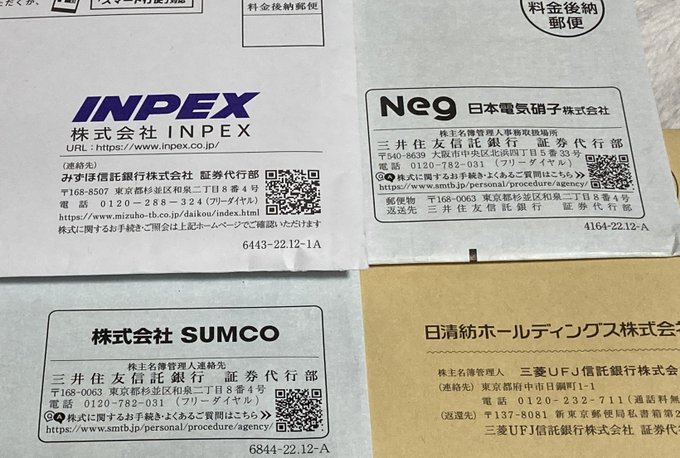 料金後納郵便
INPEX
株式会社 INPEX
URL：https://www.inpex.co.jp/
（連絡先）
みずほ信託銀行株式会社 証券代行部
〒168-8507 東京都杉並区和泉二丁目8番4号
電話 0120－288－324（フリーダイヤル）
https://www.mizuho-tb.co.jp/daikou/index.html
株式に関するお手続き・ご照会は上記ホームページでご確認いただけます
6443-22.12-1A
料金後納
郵便
Neg 日本電気硝子株式会社
株主名簿管理人事務取扱場所
三井住友信託銀行 証券代行部
〒540-8639 大阪市中央区北浜四丁目5番33号
電話 0120-782-031（フリーダイヤル）
Q&A 株式に関するお手続き・よくあるご質問はこちら
https://www.smtb.jp/personal/procedure/agency/
郵便物 〒168-0063 東京都杉並区和泉二丁目8番4号
返送先 三井住友信託銀行 証券代行部
4164-22.12-A
株式会社 SUMCO
株主名簿管理人連絡先
三井住友信託銀行 証券代行部
〒168-0063 東京都杉並区和泉二丁目8番4号
電話 0120-782-031（フリーダイヤル）
Q&A 株式に関するお手続き・よくあるご質問はこちら
https://www.smtb.jp/personal/procedure/agency/
6844-22.12-A
日清紡ホールディングス株式会
株主名簿管理人 三菱UFJ信託銀行株式会
（連絡先） 東京都府中市日鋼町1-1
電話 0120－232－711（通話料無
（返還先） 〒137-8081 新東京郵便局私書箱第2
三菱UFJ信託銀行株式会社 証券代